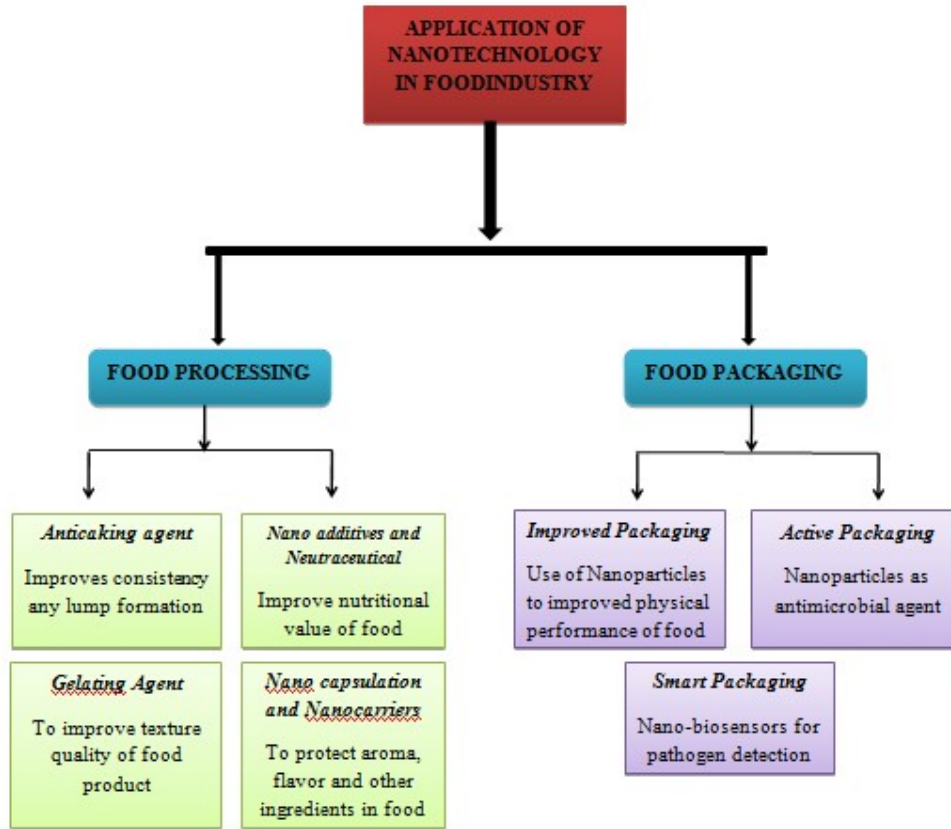 APPLICATION OF
NANOTECHNOLOGY
IN FOODINDUSTRY
FOOD PROCESSING
FOOD PACKAGING
Anticaking agent
Improves consistency
any lump formation
Nano additives and
Neutraceutical
Improve nutritional
value of food
Gelating Agent
To improve texture
quality of food
product
Nano capsulation
and Nanocarriers
To protect aroma,
flavor and other
ingredients in food
Improved Packaging
Use of Nanoparticles
to improved physical
performance of food
Active Packaging
Nanoparticles as
antimicrobial agent
Smart Packaging
Nano-biosensors for
pathogen detection